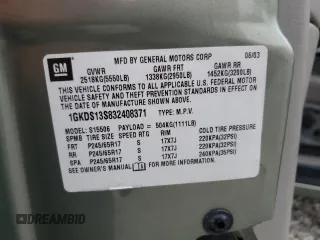 GM
MFD BY GENERAL MOTORS CORP 06/03
GVWR GAWR FRT GAWR RR
2518KG(5550LB) 1338KG(2950LB) 1452KG(3200LB)
THIS VEHICLE CONFORMS TO ALL APPLICABLE U.S. FEDERAL MOTOR
VEHICLE SAFETY AND THEFT PREVENTION STANDARDS IN EFFECT ON
THE DATE OF MANUFACTURE SHOWN ABOVE.
1GKDS13S832408371 TYPE: M.P.V.
MODEL: S15506 PAYLOAD = 504KG(1111LB)
SPMB TIRE SIZE SPEED RTG RIM COLD TIRE PRESSURE
FRT P245/65R17 S 17X7J 220KPA(32PSI)
RR P245/65R17 S 17X7J 220KPA(32PSI)
SPA P245/65R17 S 17X7J 240KPA(35PSI)
SEE OWNER'S MANUAL FOR ADDITIONAL INFORMATION.
DREAMBID